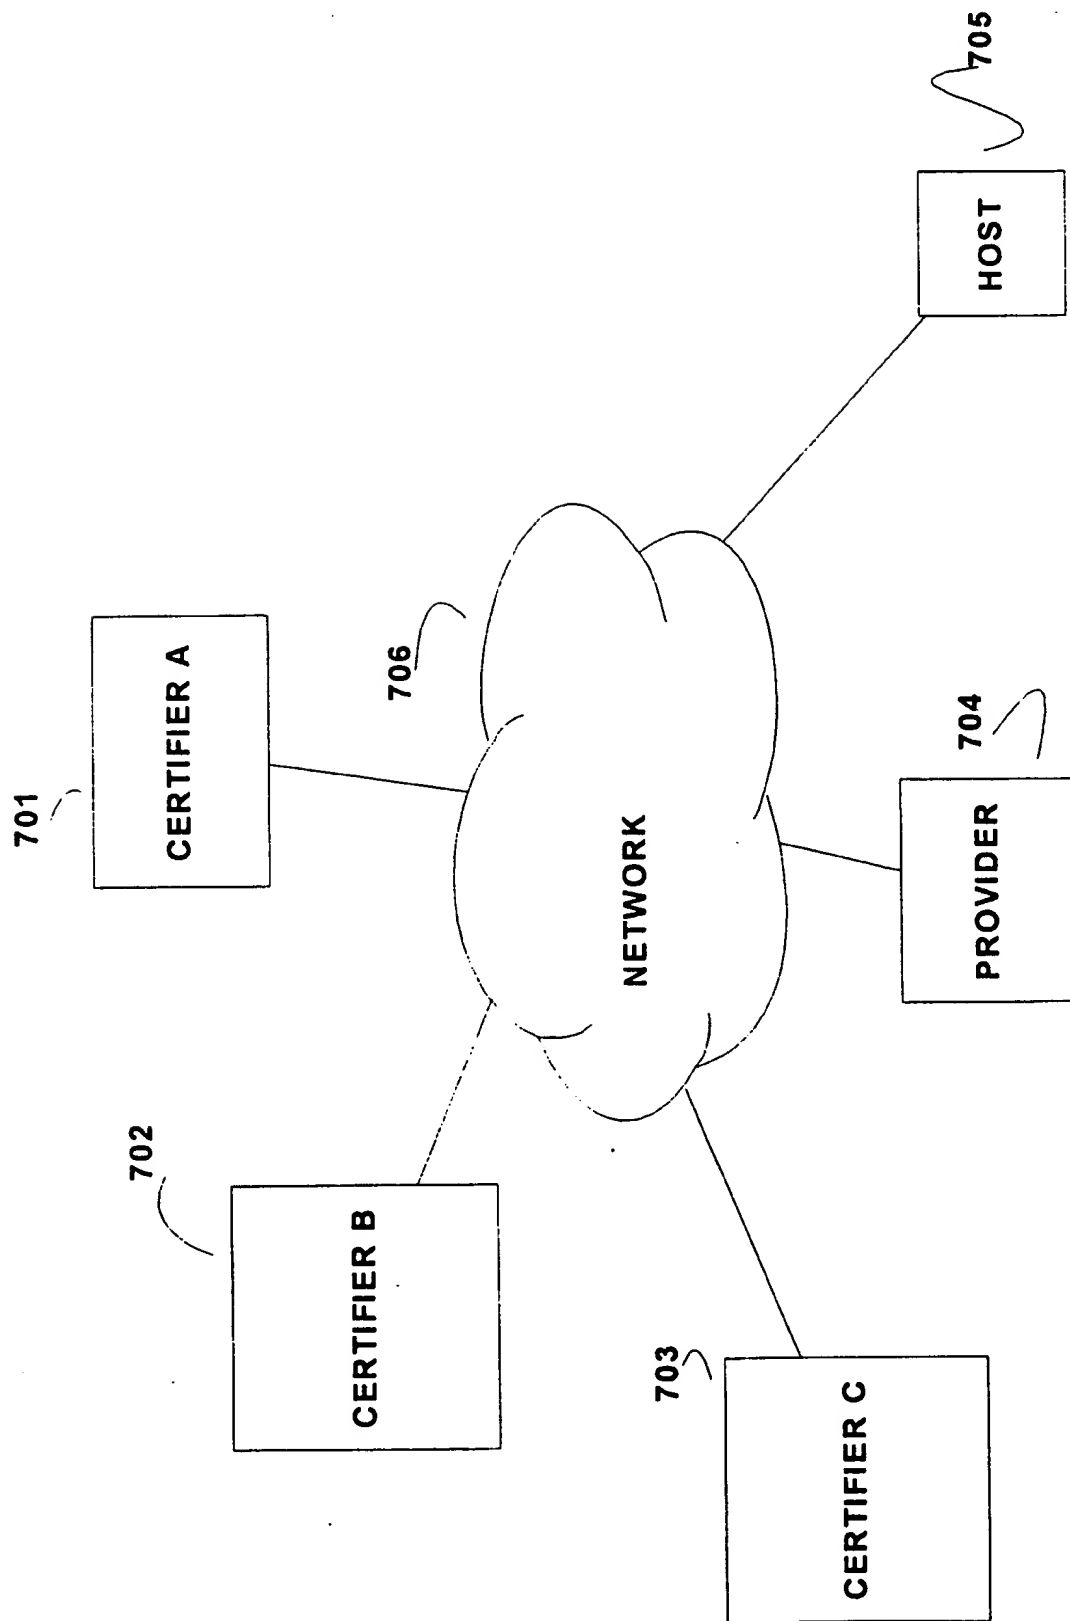 701
CERTIFIER A
702
CERTIFIER B
706
703
CERTIFIER C
NETWORK
704
PROVIDER
705
HOST